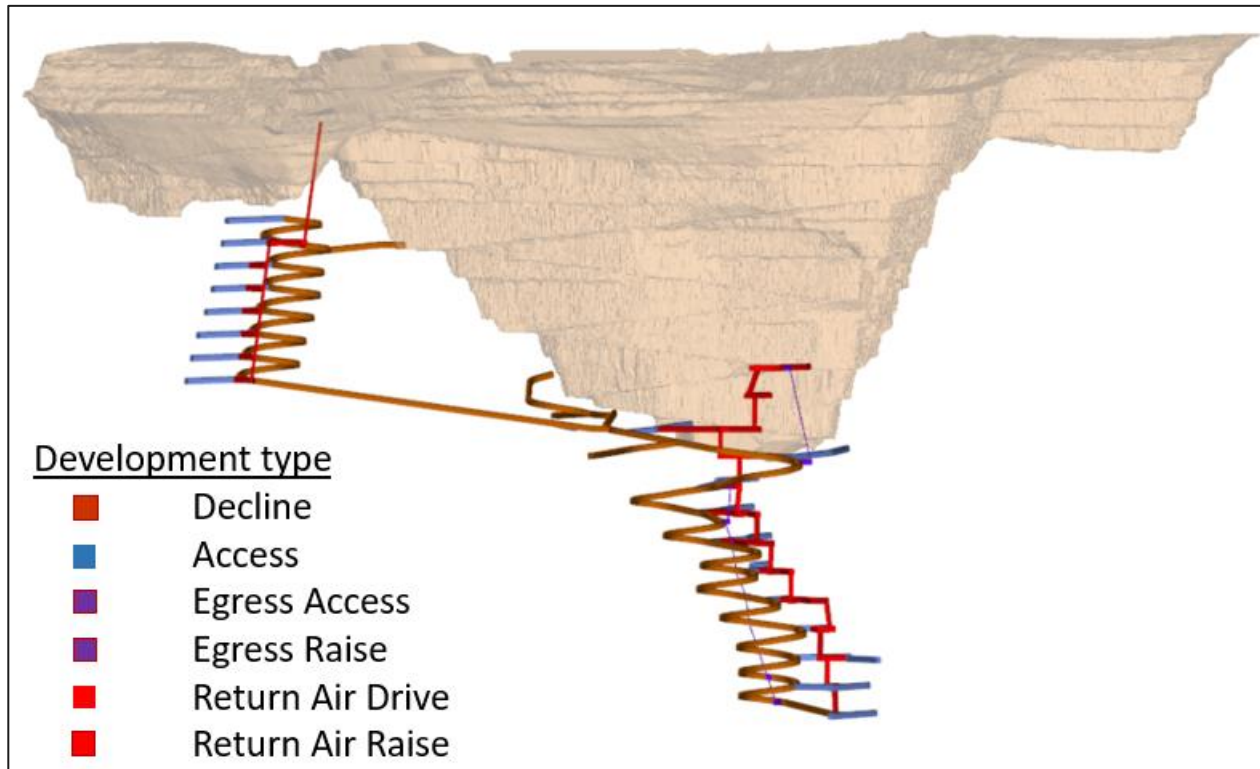 Development type
Decline
Access
Egress Access
Egress Raise
Return Air Drive
Return Air Raise